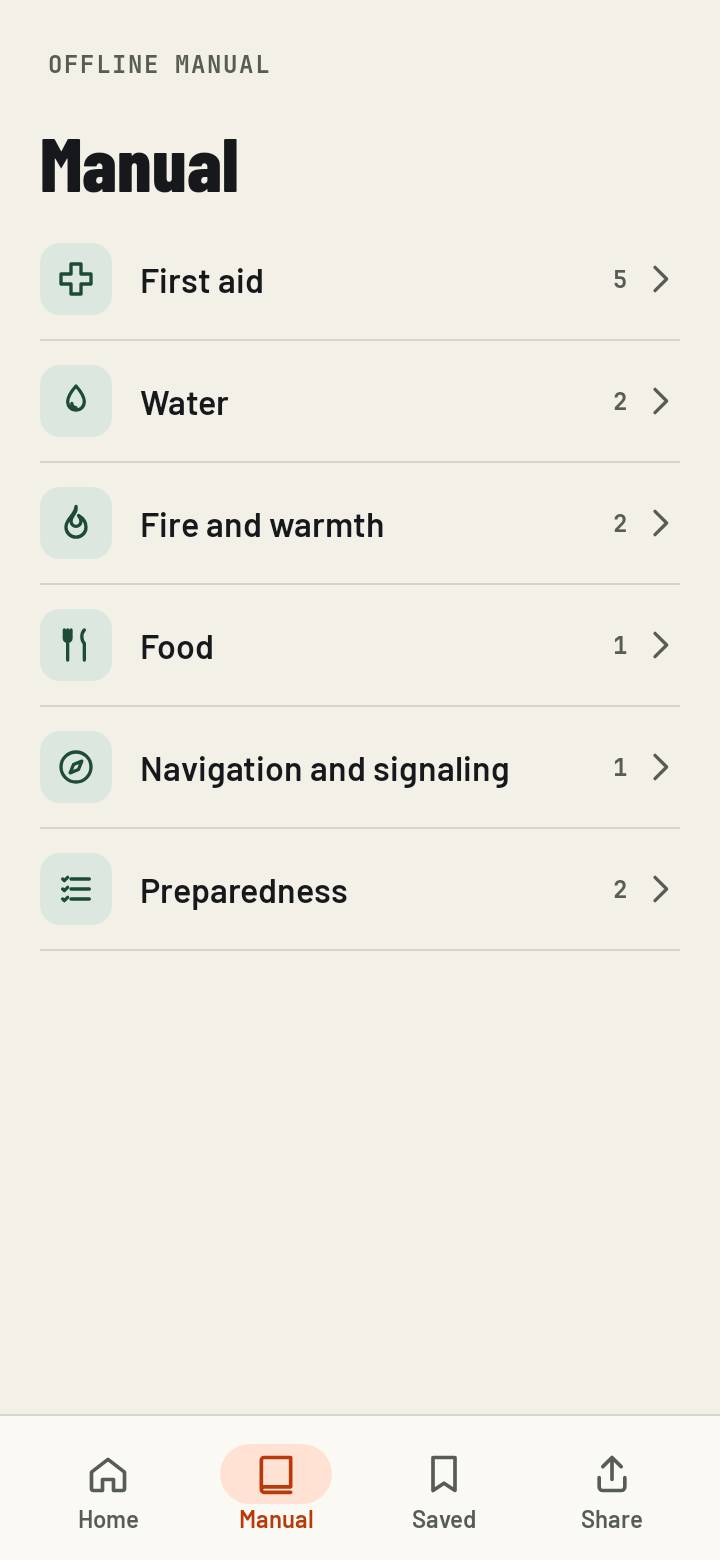 OFFLINE MANUAL
Manual
First aid 5
Water 2
Fire and warmth 2
Food 1
Navigation and signaling 1
Preparedness 2
Home Manual Saved Share